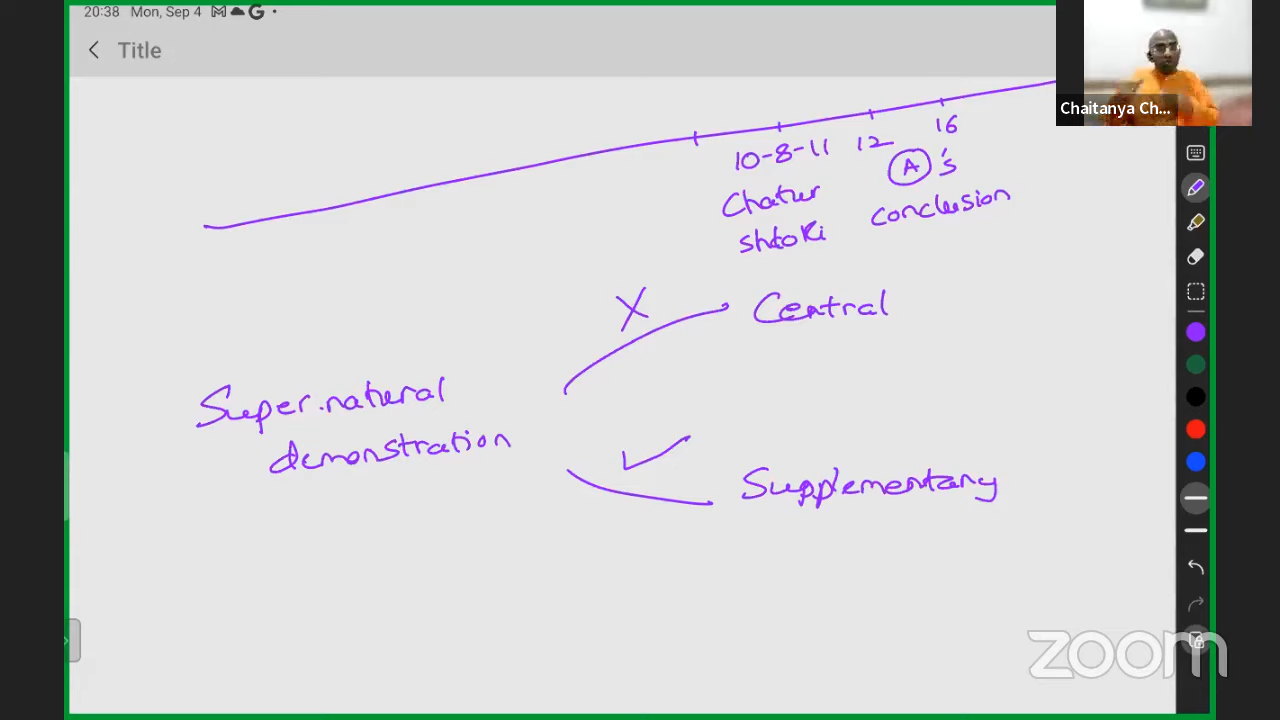 20:38 Mon, Sep 4
Title
Chaitanya Ch...
10-8-11 12 16
Chatur A 's
shloki conclusion
X Central
Super.natural
demonstration
Supplementary
zoom